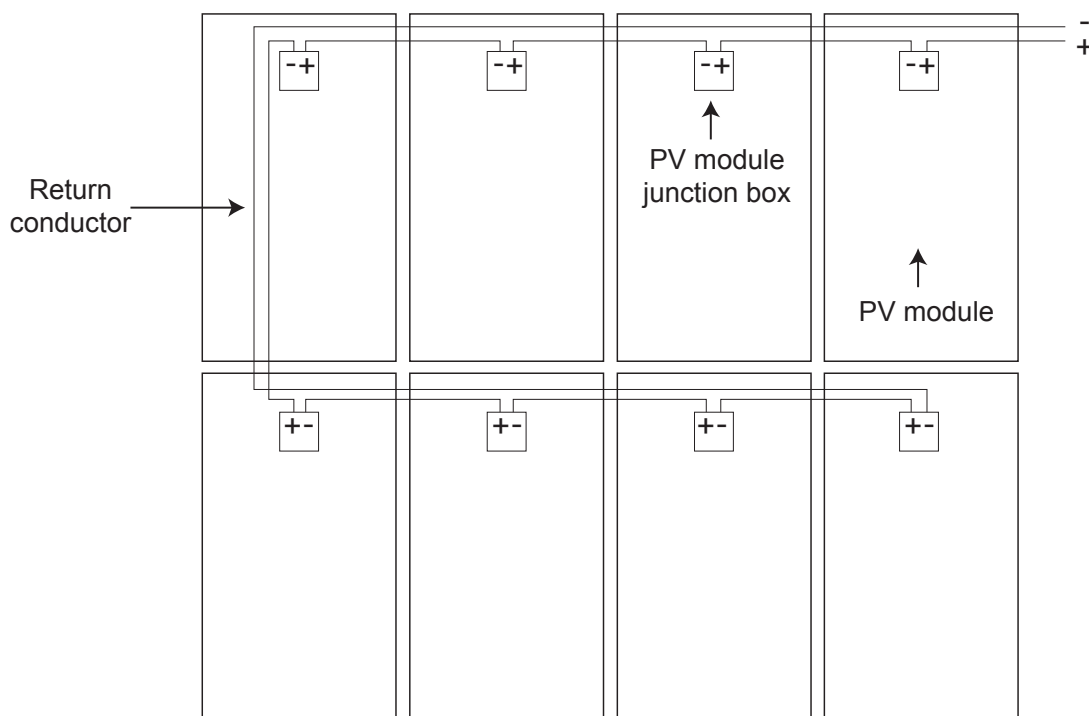 -
+
-+ -+ -+ -+
PV module
junction box
Return
conductor
PV module
+- +- +- +-